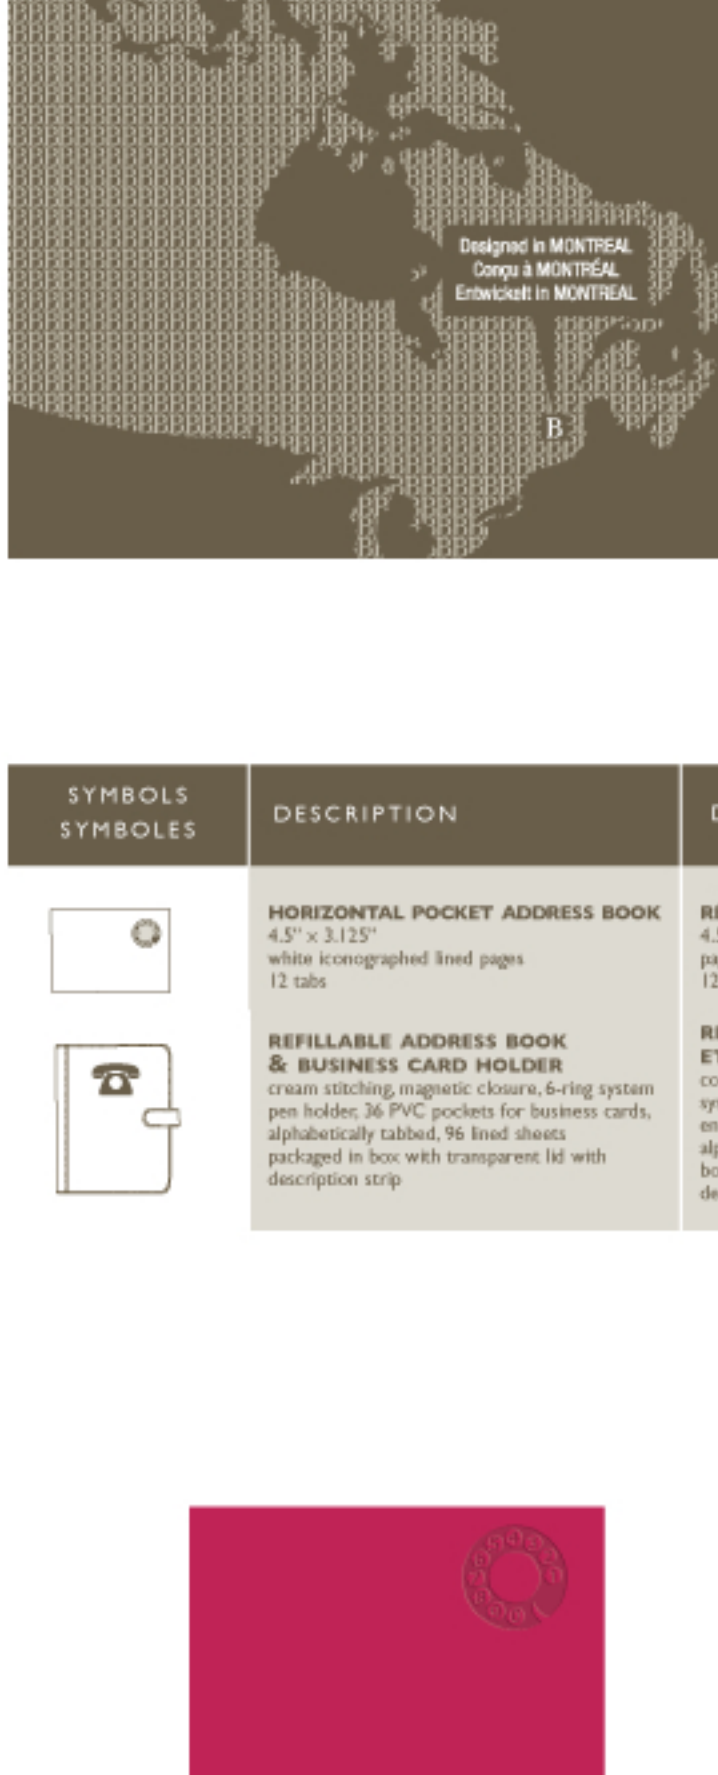 Designed in MONTREAL
Conçu à MONTRÉAL
Entwickelt in MONTREAL
B
SYMBOLS
SYMBOLES
DESCRIPTION
HORIZONTAL POCKET ADDRESS BOOK
4.5" x 3.125"
white iconographed lined pages
12 tabs
REFILLABLE ADDRESS BOOK
& BUSINESS CARD HOLDER
cream stitching, magnetic closure, 6-ring system
pen holder, 36 PVC pockets for business cards,
alphabetically tabbed, 96 lined sheets
packaged in box with transparent lid with
description strip